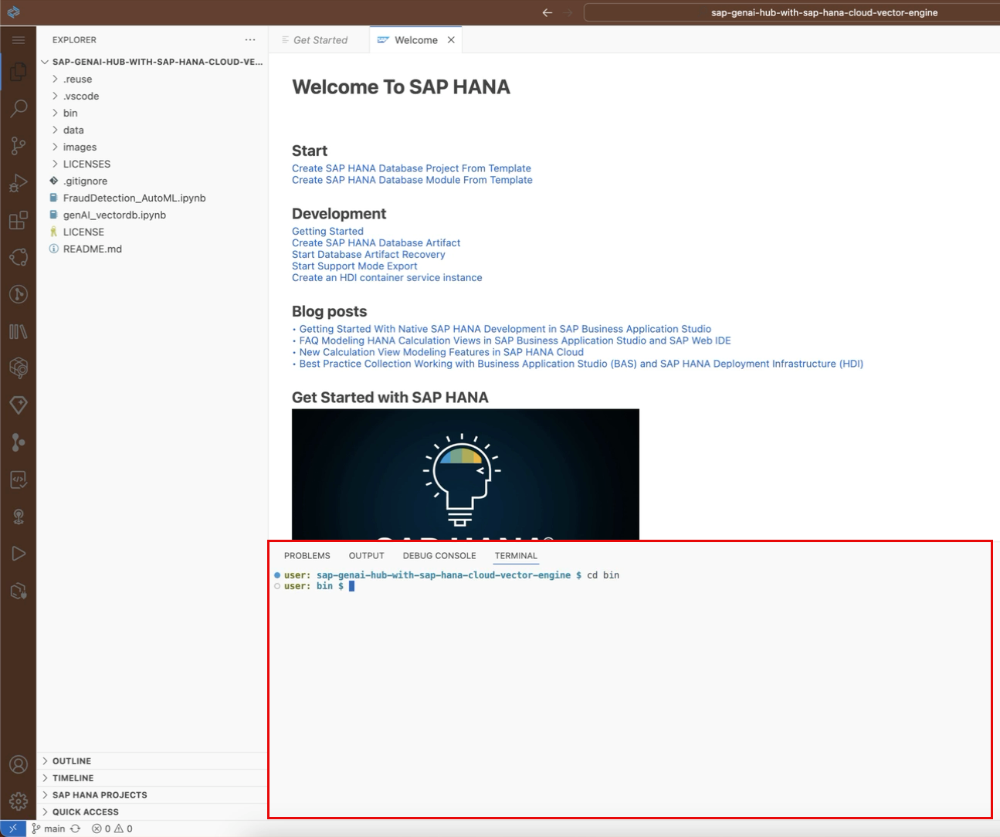 sap-genai-hub-with-sap-hana-cloud-vector-engine
EXPLORER
SAP-GENAI-HUB-WITH-SAP-HANA-CLOUD-VE...
.reuse
.vscode
bin
data
images
LICENSES
.gitignore
FraudDetection_AutoML.ipynb
genAI_vectordb.ipynb
LICENSE
README.md
OUTLINE
TIMELINE
SAP HANA PROJECTS
QUICK ACCESS
Get Started
Welcome
Welcome To SAP HANA
Start
Create SAP HANA Database Project From Template
Create SAP HANA Database Module From Template
Development
Getting Started
Create SAP HANA Database Artifact
Start Database Artifact Recovery
Start Support Mode Export
Create an HDI container service instance
Blog posts
• Getting Started With Native SAP HANA Development in SAP Business Application Studio
• FAQ Modeling HANA Calculation Views in SAP Business Application Studio and SAP Web IDE
• New Calculation View Modeling Features in SAP HANA Cloud
• Best Practice Collection Working with Business Application Studio (BAS) and SAP HANA Deployment Infrastructure (HDI)
Get Started with SAP HANA
PROBLEMS OUTPUT DEBUG CONSOLE TERMINAL
user: sap-genai-hub-with-sap-hana-cloud-vector-engine $ cd bin
user: bin $
main 0 0